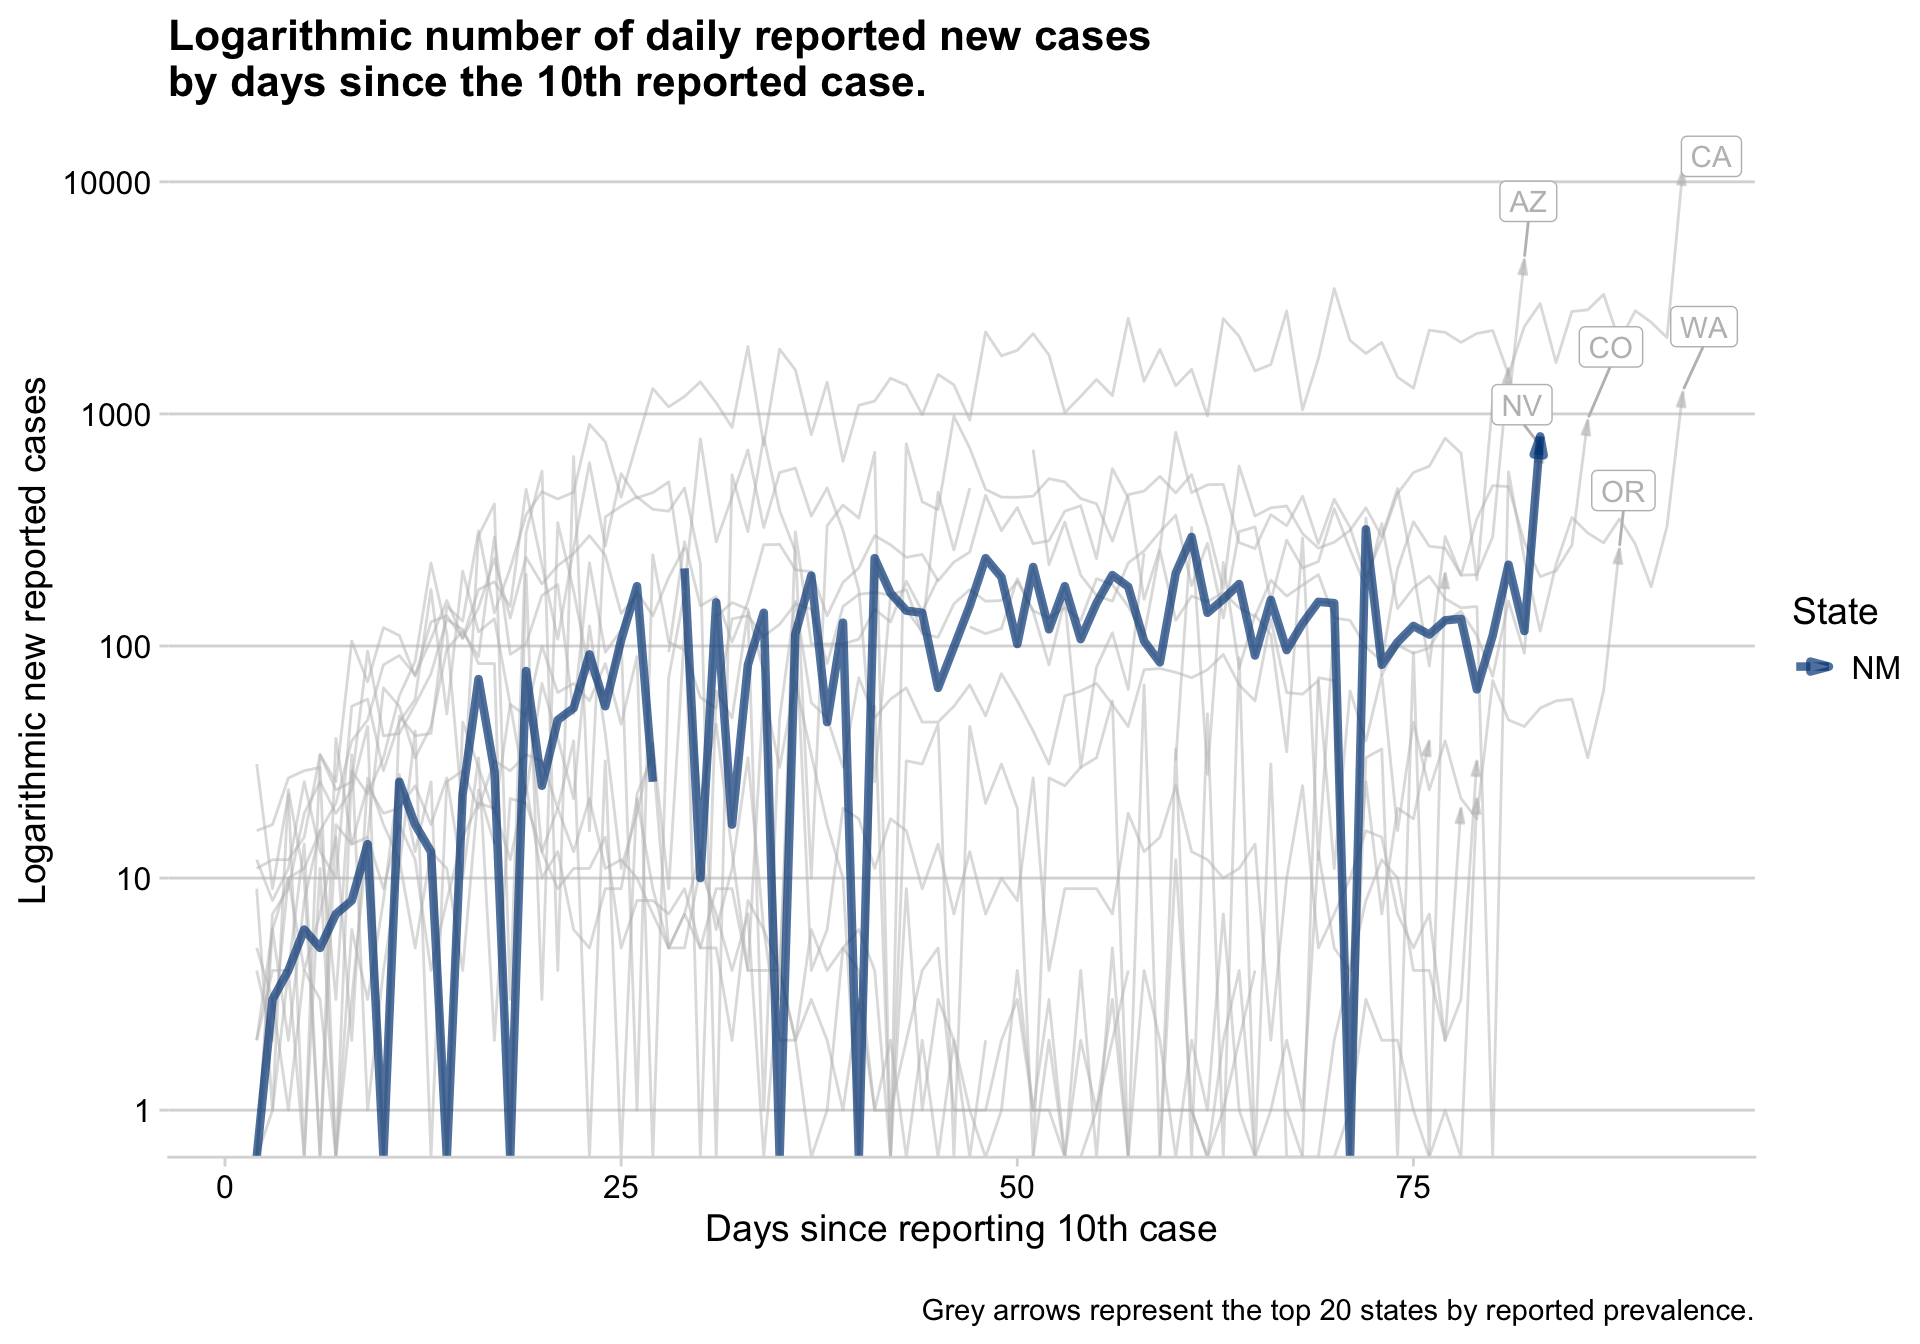 Logarithmic number of daily reported new cases
by days since the 10th reported case.
CA
10000
AZ
WA
CO
NV
1000
OR
Logarithmic new reported cases
State
NM
100
10
1
0
25
50
75
Days since reporting 10th case
Grey arrows represent the top 20 states by reported prevalence.